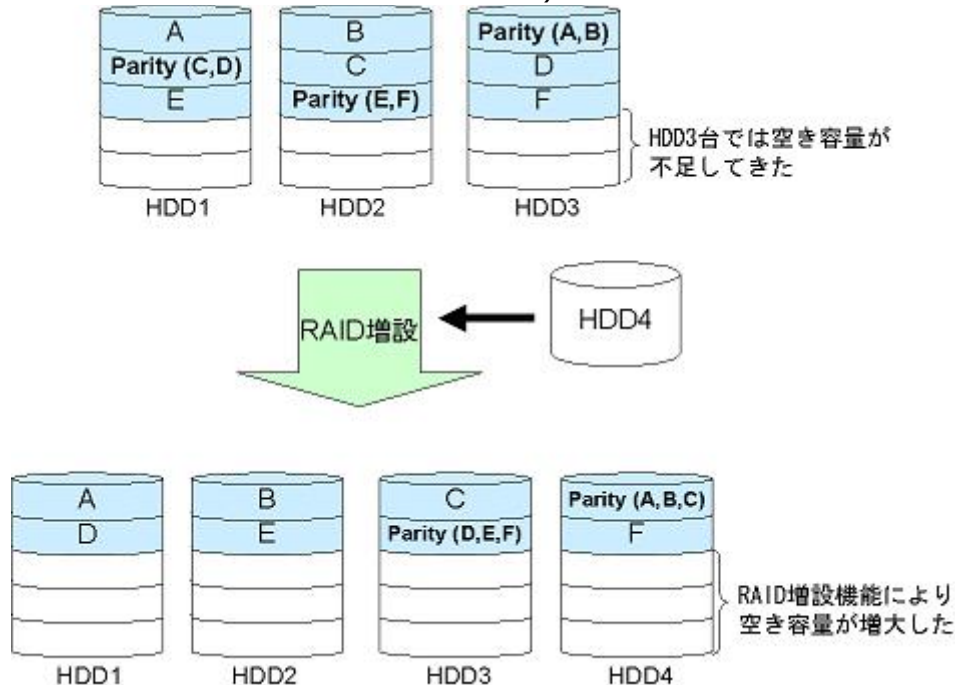 A
B
Parity (A,B)
Parity (C,D)
C
D
E
Parity (E,F)
F
HDD3台では空き容量が
不足してきた
HDD1
HDD2
HDD3
RAID増設
HDD4
A
B
C
Parity (A,B,C)
D
E
Parity (D,E,F)
F
RAID増設機能により
空き容量が増大した
HDD1
HDD2
HDD3
HDD4